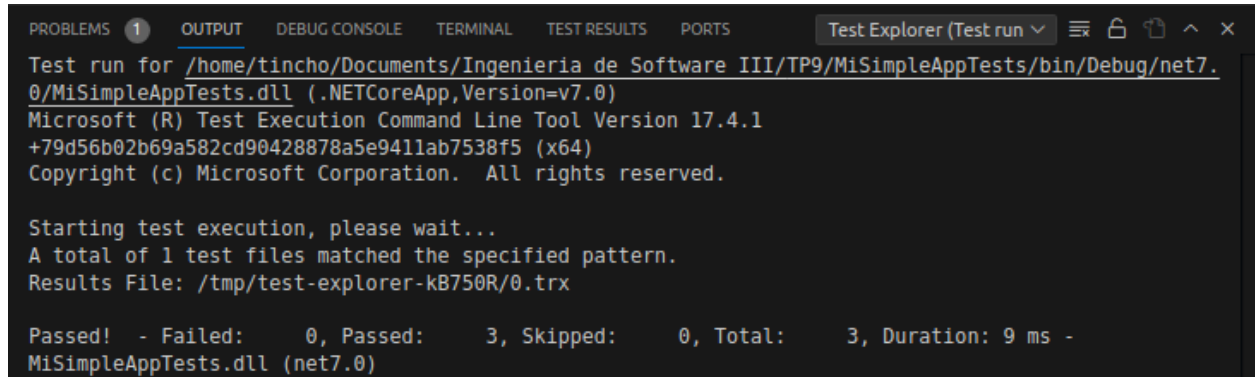 PROBLEMS 1 OUTPUT DEBUG CONSOLE TERMINAL TEST RESULTS PORTS Test Explorer (Test run
Test run for /home/tincho/Documents/Ingenieria de Software III/TP9/MiSimpleAppTests/bin/Debug/net7.
0/MiSimpleAppTests.dll (.NETCoreApp,Version=v7.0)
Microsoft (R) Test Execution Command Line Tool Version 17.4.1
+79d56b02b69a582cd90428878a5e9411ab7538f5 (x64)
Copyright (c) Microsoft Corporation.  All rights reserved.

Starting test execution, please wait...
A total of 1 test files matched the specified pattern.
Results File: /tmp/test-explorer-kB750R/0.trx

Passed!  - Failed:     0, Passed:     3, Skipped:     0, Total:     3, Duration: 9 ms -
MiSimpleAppTests.dll (net7.0)